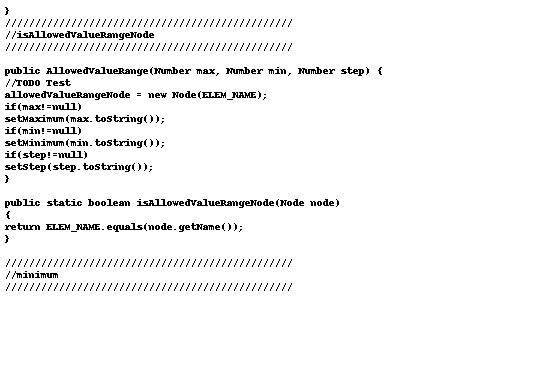 }
////////////////////////////////////////////////
//isAllowedValueRangeNode
////////////////////////////////////////////////
public AllowedValueRange(Number max, Number min, Number step) {
//TODO Test
allowedValueRangeNode = new Node(ELEM_NAME);
if(max!=null)
setMaximum(max.toString());
if(min!=null)
setMinimum(min.toString());
if(step!=null)
setStep(step.toString());
}
public static boolean isAllowedValueRangeNode(Node node)
{
return ELEM_NAME.equals(node.getName());
}
////////////////////////////////////////////////
//minimum
////////////////////////////////////////////////